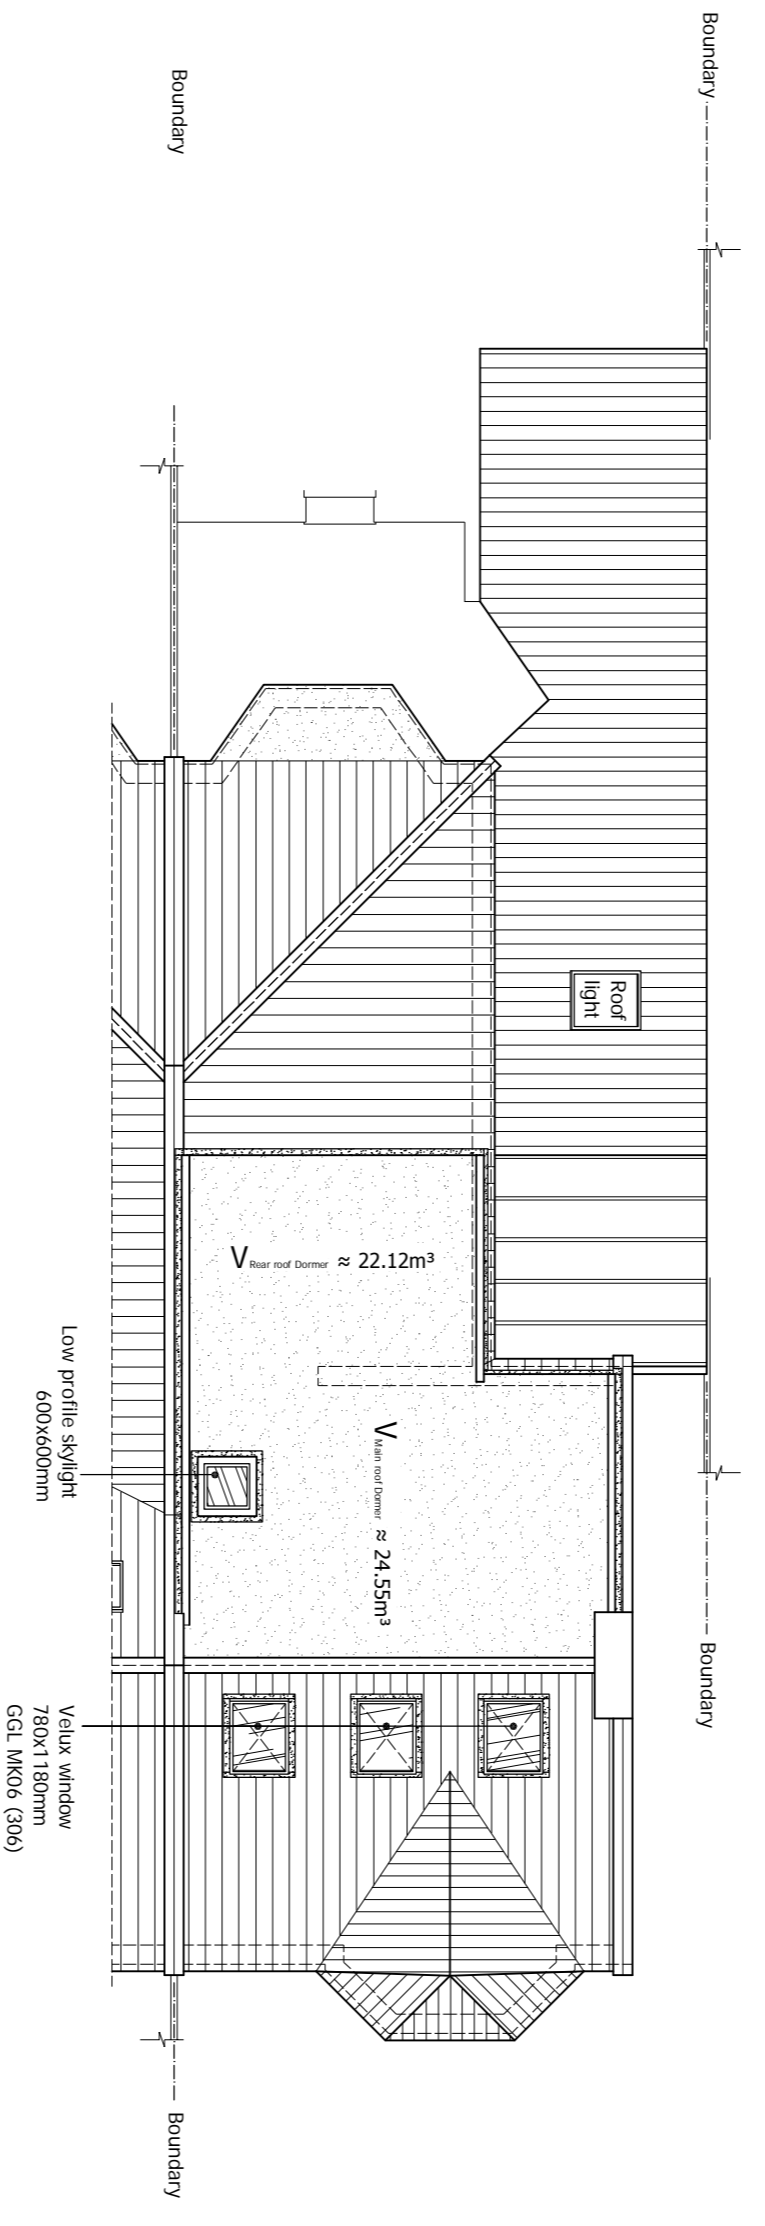 Boundary
Boundary
Roof
light
V Rear roof Dormer ≈ 22.12m³
V Main roof Dormer ≈ 24.55m³
Low profile skylight
600x600mm
Boundary
Velux window
780x1180mm
GGL MK06 (306)
Boundary